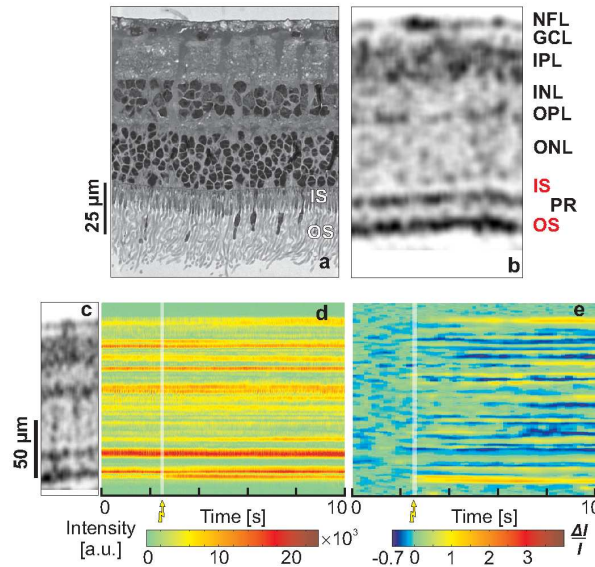 NFL
GCL
IPL
INL
OPL
ONL
IS
PR
OS
25 µm
IS
OS
a
b
c
d
e
50 µm
0
Time [s]
10
0
Time [s]
10
Intensity
[a.u.]
0
10
20
×10³
-0.7
0
1
2
3
ΔI
I